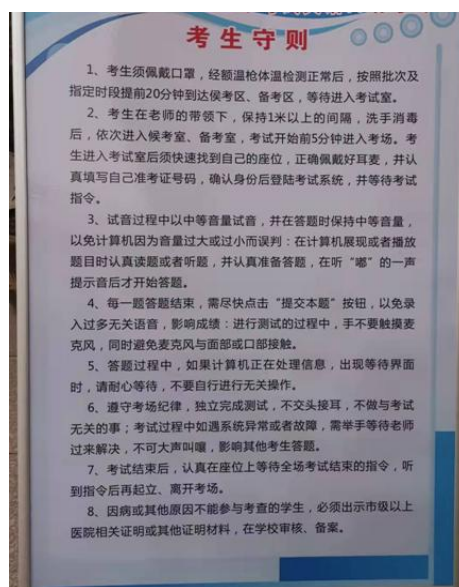 考生守则
1、考生须佩戴口罩，经额温枪体温检测正常后，按照批次及
指定时段提前20分钟到达侯考区、备考区，等待进入考试室。
2、考生在老师的带领下，保持1米以上的间隔，洗手消毒
后，依次进入候考室、备考室，考试开始前5分钟进入考场。考
生进入考试室后须快速找到自己的座位，正确佩戴好耳麦，并认
真填写自己准考证号码，确认身份后登陆考试系统，并等待考试
指令。
3、试音过程中以中等音量试音，并在答题时保持中等音量，
以免计算机因为音量过大或过小而误判：在计算机展现或者播放
题目时认真读题或者听题，并认真准备答题，在听“嘟”的一声
提示音后才开始答题。
4、每一题答题结束，需尽快点击“提交本题”按钮，以免录
入过多无关语音，影响成绩：进行测试的过程中，手不要触摸麦
克风，同时避免麦克风与面部或口部接触。
5、答题过程中，如果计算机正在处理信息，出现等待界面
时，请耐心等待，不要自行进行无关操作。
6、遵守考场纪律，独立完成测试，不交头接耳，不做与考试
无关的事；考试过程中如遇系统异常或者故障，需举手等待老师
过来解决，不可大声叫嚷，影响其他考生答题。
7、考试结束后，认真在座位上等待全场考试结束的指令，听
到指令后再起立、离开考场。
8、因病或其他原因不能参与考查的学生，必须出示市级以上
医院相关证明或其他证明材料，在学校审核、备案。